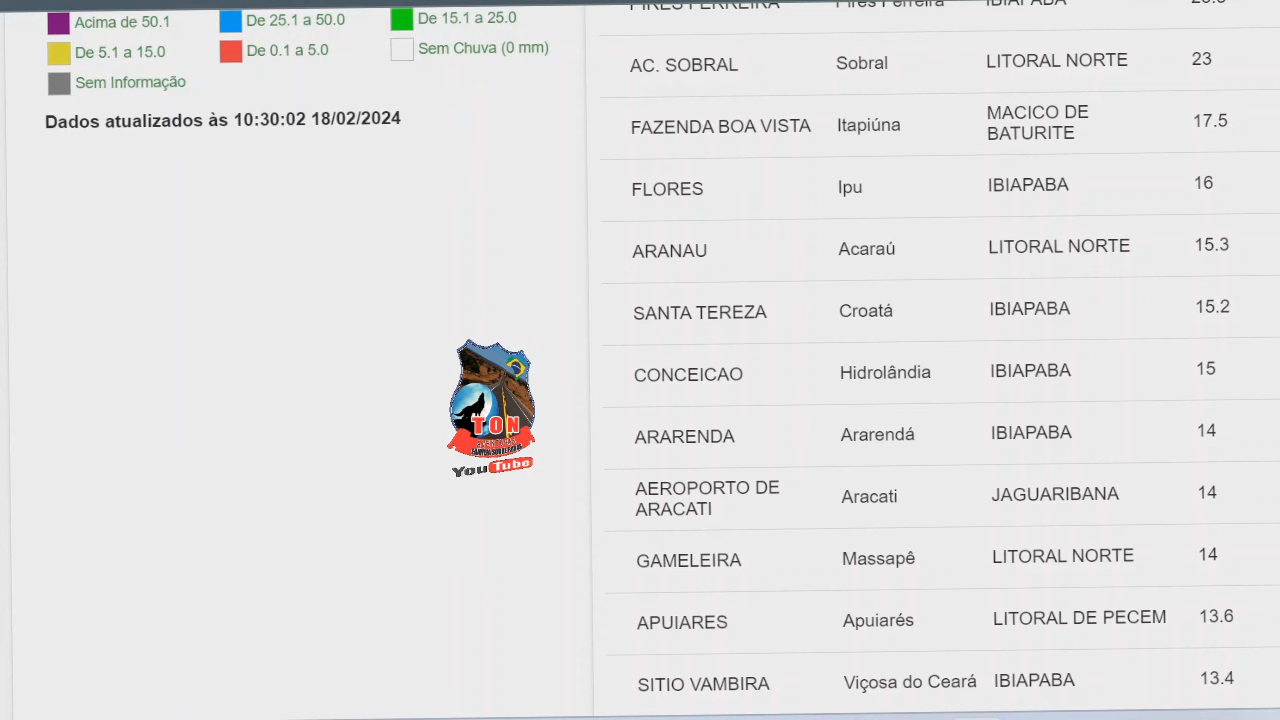 Acima de 50.1
De 25.1 a 50.0
De 15.1 a 25.0
De 5.1 a 15.0
De 0.1 a 5.0
Sem Chuva (0 mm)
Sem Informação
Dados atualizados às 10:30:02 18/02/2024
PIRES FERREIRA Pires Ferreira IBIAPABA
AC. SOBRAL Sobral LITORAL NORTE 23
FAZENDA BOA VISTA Itapiúna MACICO DE BATURITE 17.5
FLORES Ipu IBIAPABA 16
ARANAU Acaraú LITORAL NORTE 15.3
SANTA TEREZA Croatá IBIAPABA 15.2
CONCEICAO Hidrolândia IBIAPABA 15
ARARENDA Ararendá IBIAPABA 14
AEROPORTO DE ARACATI Aracati JAGUARIBANA 14
GAMELEIRA Massapê LITORAL NORTE 14
APUIARES Apuiarés LITORAL DE PECEM 13.6
SITIO VAMBIRA Viçosa do Ceará IBIAPABA 13.4
TON
YouTube